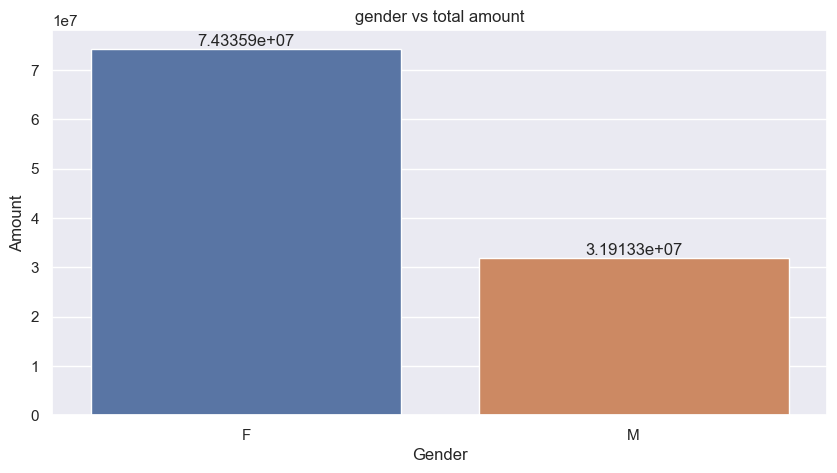 gender vs total amount
1e7
7.43359e+07
7
6
5
4
3.19133e+07
3
2
1
0
Amount
F
M
Gender